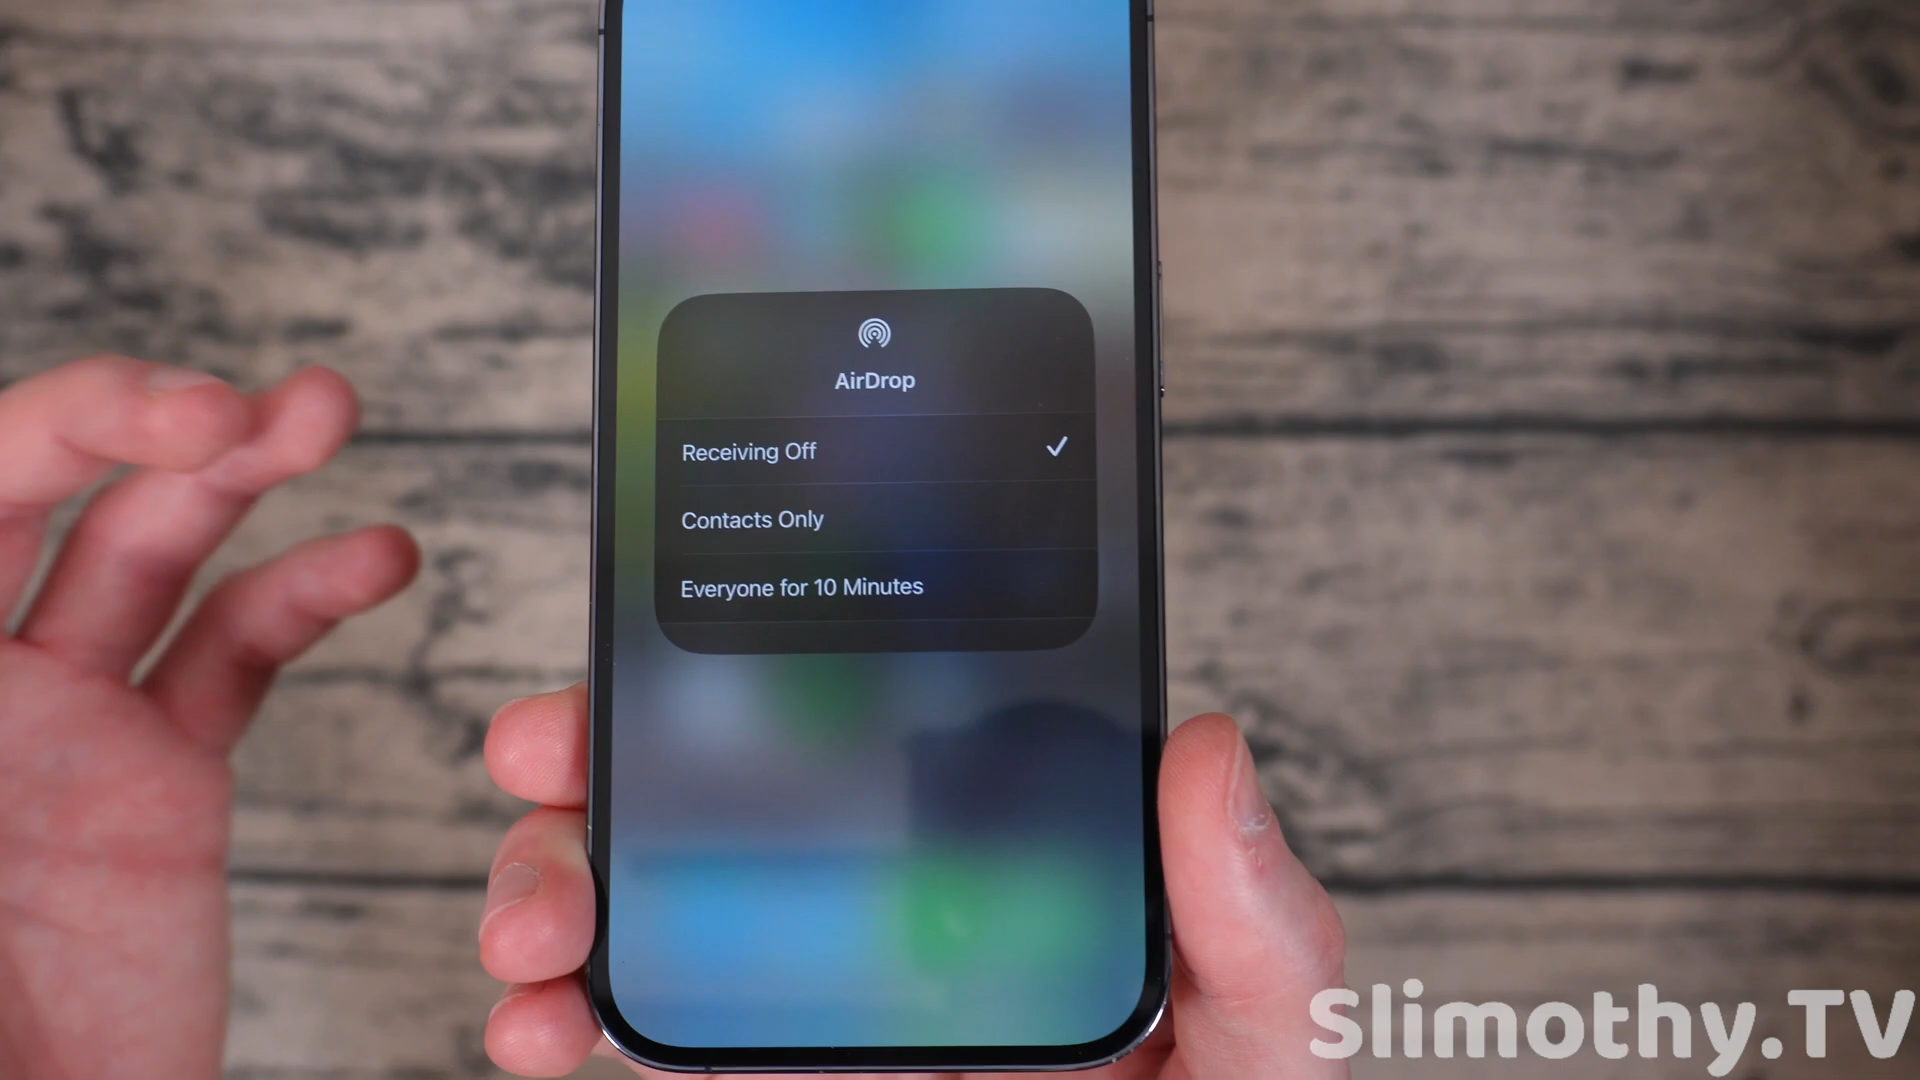 AirDrop
Receiving Off
Contacts Only
Everyone for 10 Minutes
Slimothy.TV